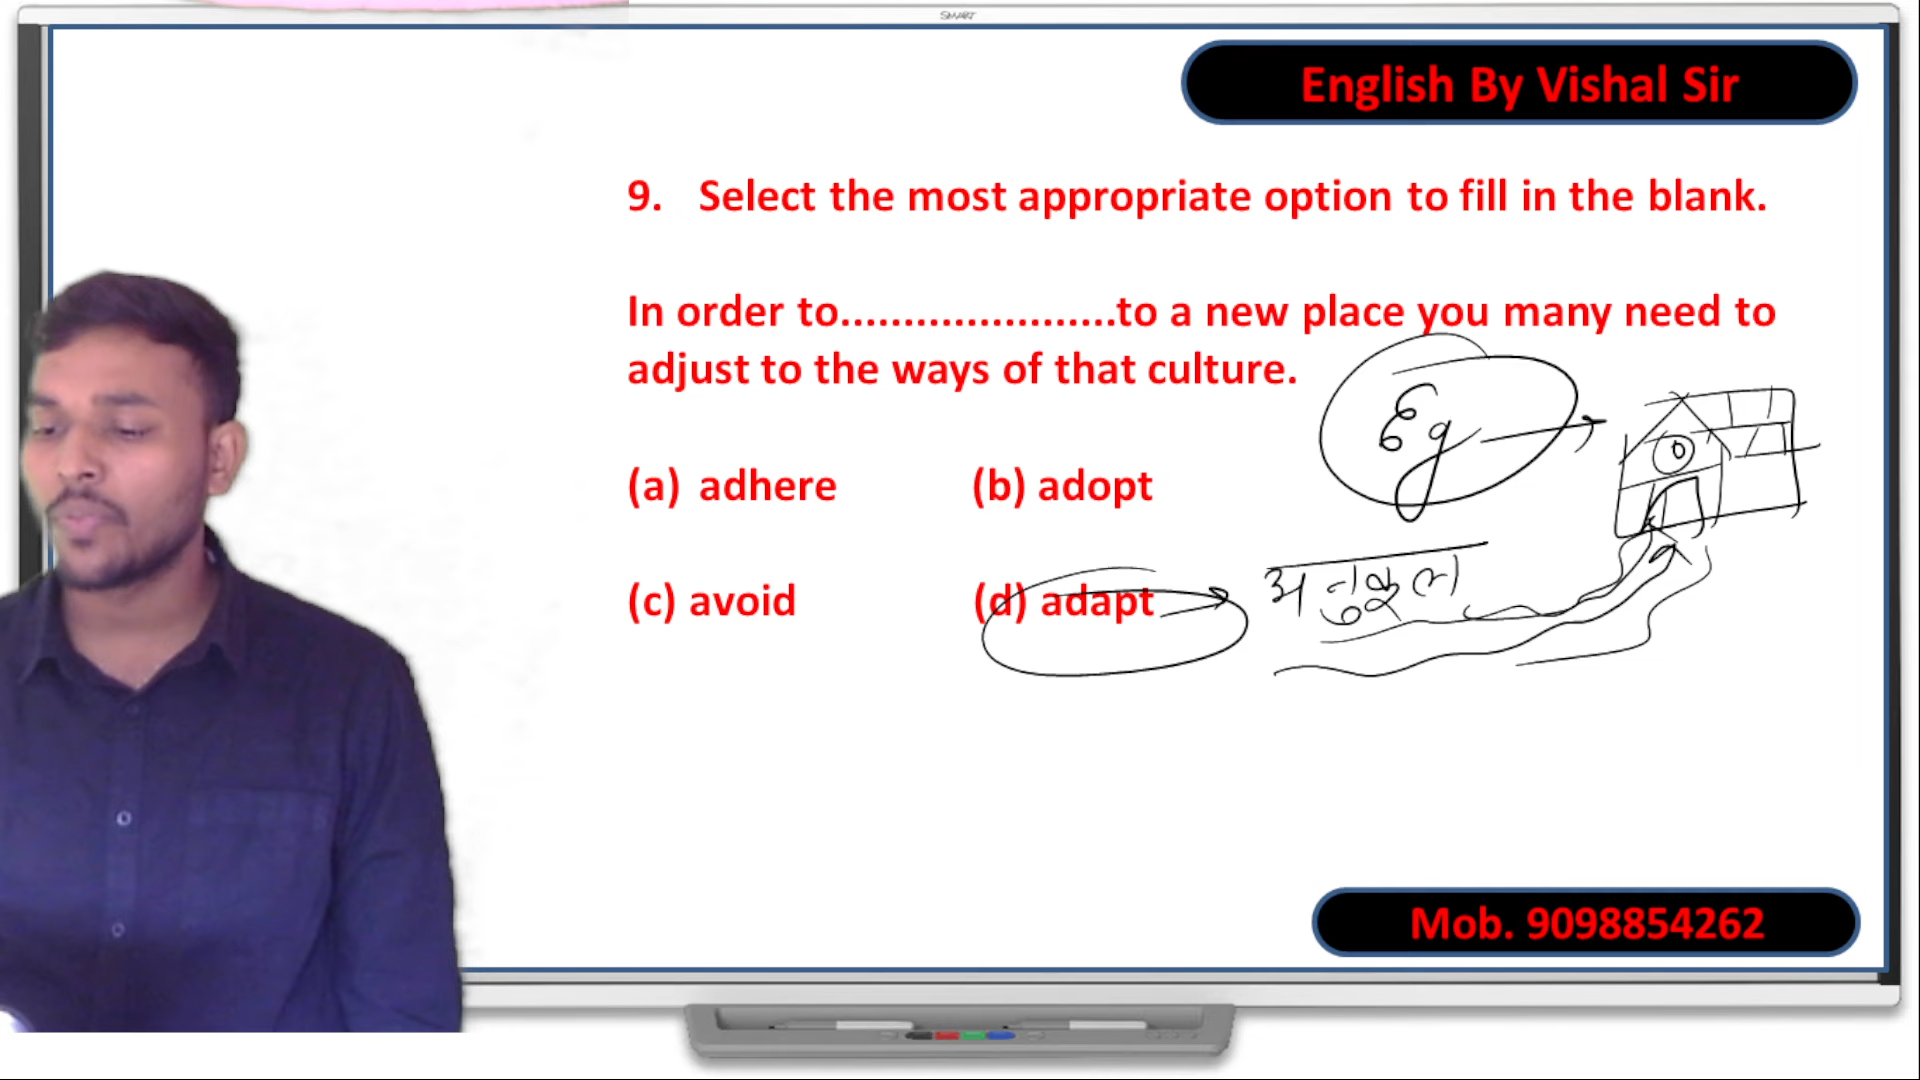 SMART
English By Vishal Sir
9. Select the most appropriate option to fill in the blank.
In order to......................to a new place you many need to
adjust to the ways of that culture.
Eg
(a) adhere (b) adopt
(c) avoid (d) adapt
अनुकूल
Mob. 9098854262